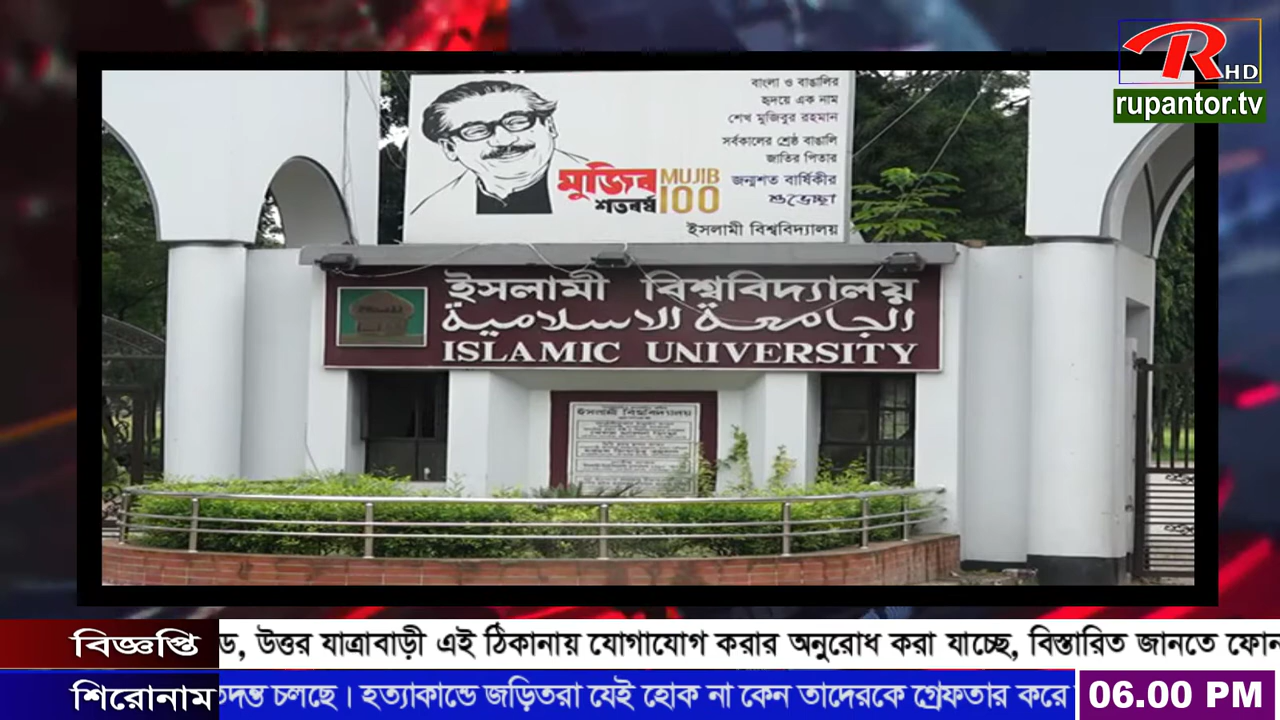 R HD
rupantor.tv
বাংলা ও বাঙালির
হৃদয়ে এক নাম
শেখ মুজিবুর রহমান
সর্বকালের শ্রেষ্ঠ বাঙালি
জাতির পিতার
জন্মশত বার্ষিকীর
শুভেচ্ছা
মুজিব MUJIB
শতবর্ষ 100
ইসলামী বিশ্ববিদ্যালয়
ইসলামী বিশ্ববিদ্যালয়
الجامعة الاسلامية
ISLAMIC UNIVERSITY
ইসলামী বিশ্ববিদ্যালয়
বিজ্ঞপ্তি ড, উত্তর যাত্রাবাড়ী এই ঠিকানায় যোগাযোগ করার অনুরোধ করা যাচ্ছে, বিস্তারিত জানতে ফোন
শিরোনাম চলছে। হত্যাকান্ডে জড়িতরা যেই হোক না কেন তাদেরকে গ্রেফতার করে
06.00 PM